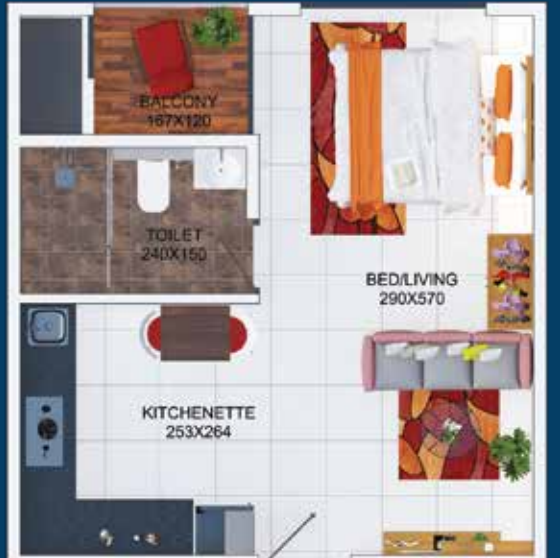 BALCONY
167X120
TOILET
240X150
BED/LIVING
290X570
KITCHENETTE
253X264